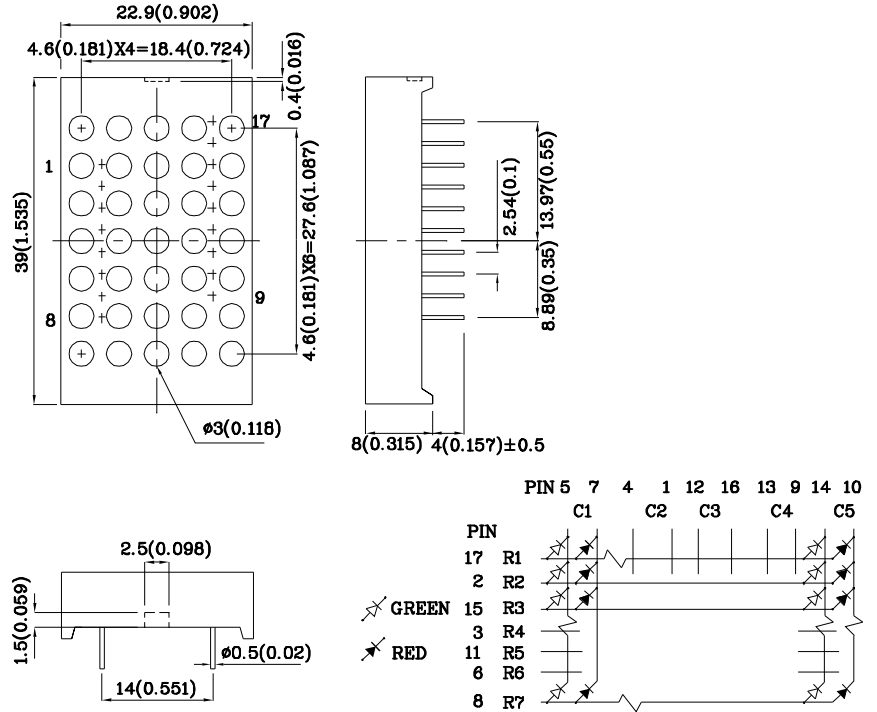 22.9(0.902)
4.6(0.181)X4=18.4(0.724)
0.4(0.016)
17
1
39(1.535)
4.6(0.181)X6=27.6(1.087)
9
8
ø3(0.118)
2.54(0.1)
13.97(0.55)
8.89(0.35)
8(0.315) 4(0.157)±0.5
2.5(0.098)
1.5(0.059)
ø0.5(0.02)
14(0.551)
PIN 5 7 4 1 12 16 13 9 14 10
C1 C2 C3 C4 C5
PIN
17 R1
2 R2
15 R3
3 R4
11 R5
6 R6
8 R7
GREEN
RED